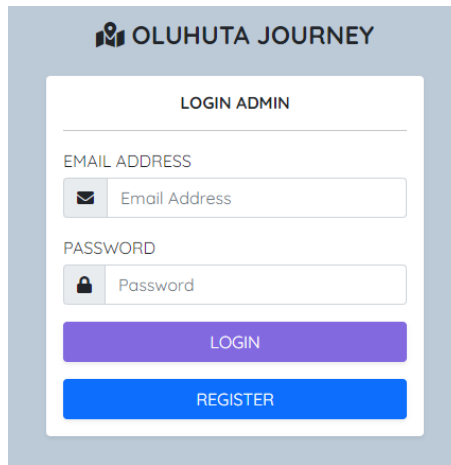 OLUHUTA JOURNEY
LOGIN ADMIN
EMAIL ADDRESS
Email Address
PASSWORD
Password
LOGIN
REGISTER